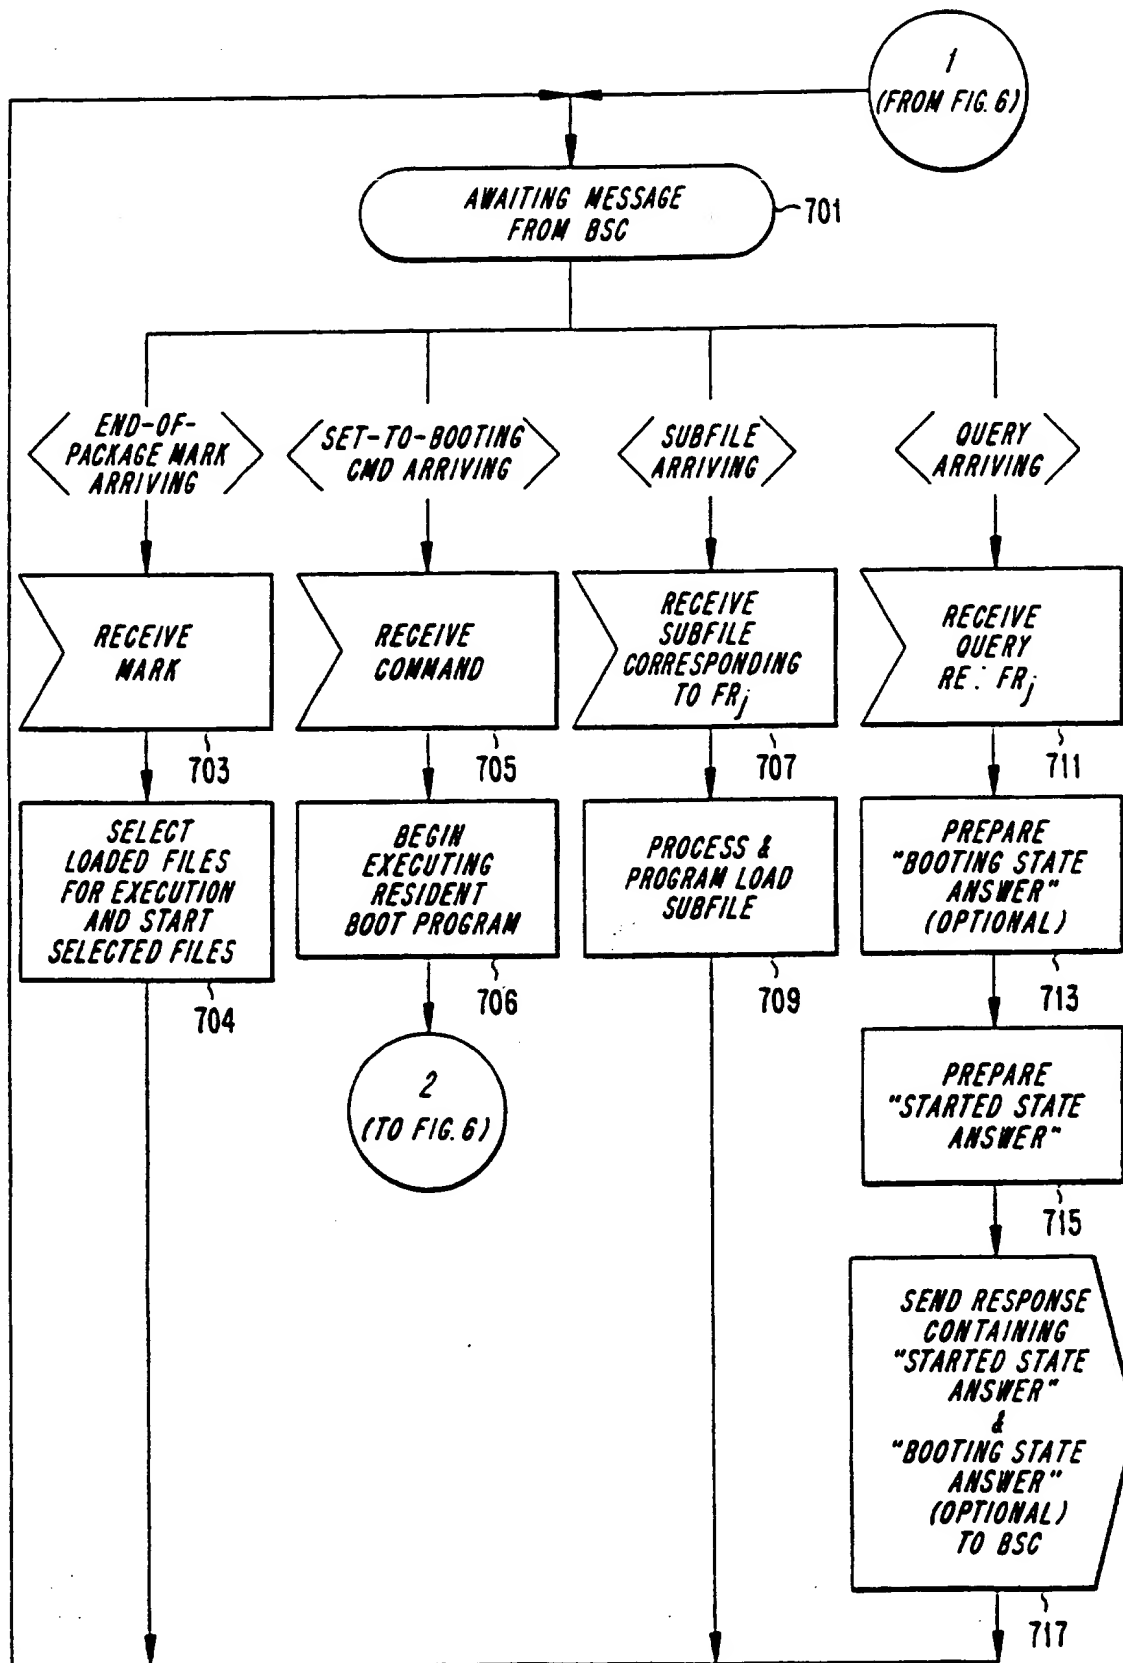 1
(FROM FIG. 6)
AWAITING MESSAGE
FROM BSC
701
END-OF-
PACKAGE MARK
ARRIVING
SET-TO-BOOTING
CMD ARRIVING
SUBFILE
ARRIVING
QUERY
ARRIVING
RECEIVE
MARK
703
RECEIVE
COMMAND
705
RECEIVE
SUBFILE
CORRESPONDING
TO FRj
707
RECEIVE
QUERY
RE: FRj
711
SELECT
LOADED FILES
FOR EXECUTION
AND START
SELECTED FILES
704
BEGIN
EXECUTING
RESIDENT
BOOT PROGRAM
706
PROCESS &
PROGRAM LOAD
SUBFILE
709
PREPARE
"BOOTING STATE
ANSWER"
(OPTIONAL)
713
2
(TO FIG. 6)
PREPARE
"STARTED STATE
ANSWER"
715
SEND RESPONSE
CONTAINING
"STARTED STATE
ANSWER"
&
"BOOTING STATE
ANSWER"
(OPTIONAL)
TO BSC
717